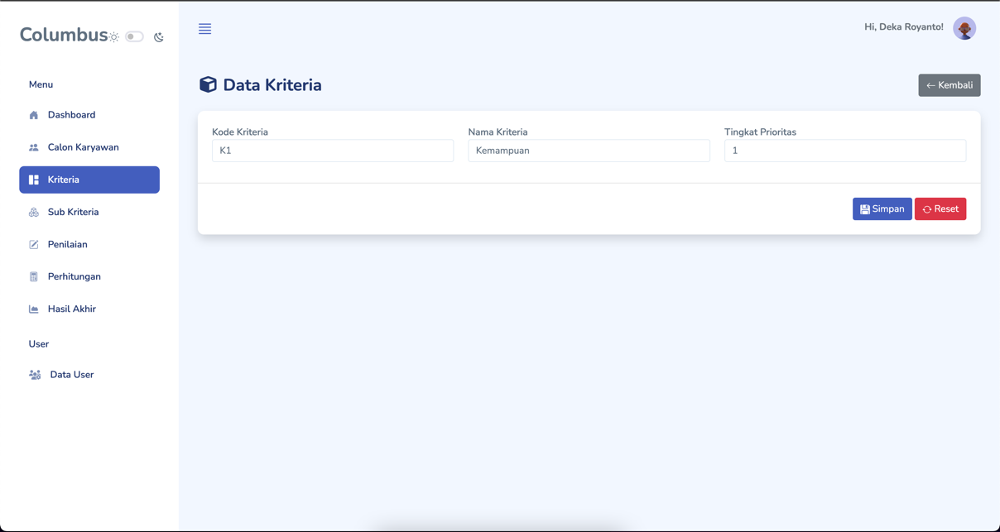 Columbus
Hi, Deka Royanto!
Menu
Dashboard
Calon Karyawan
Kriteria
Sub Kriteria
Penilaian
Perhitungan
Hasil Akhir
User
Data User
Data Kriteria
← Kembali
Kode Kriteria
K1
Nama Kriteria
Kemampuan
Tingkat Prioritas
1
Simpan
Reset